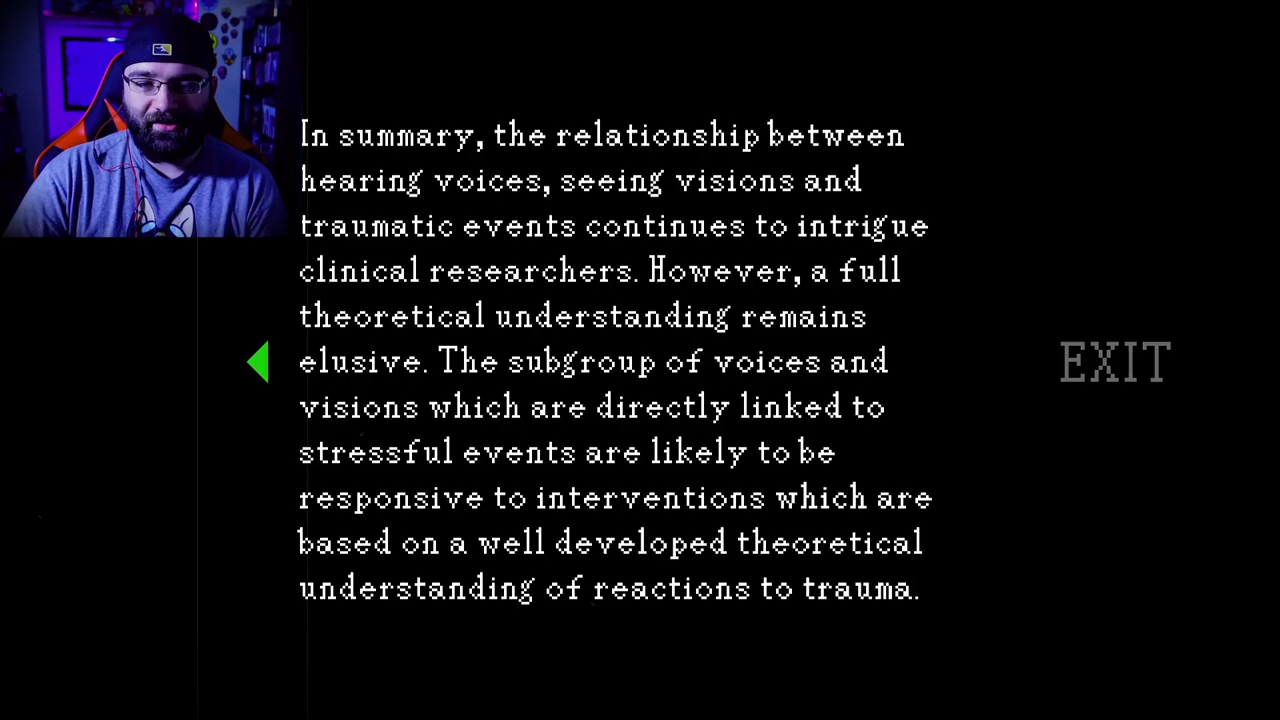 In summary, the relationship between
hearing voices, seeing visions and
traumatic events continues to intrigue
clinical researchers. However, a full
theoretical understanding remains
elusive. The subgroup of voices and
visions which are directly linked to
stressful events are likely to be
responsive to interventions which are
based on a well developed theoretical
understanding of reactions to trauma.
EXIT